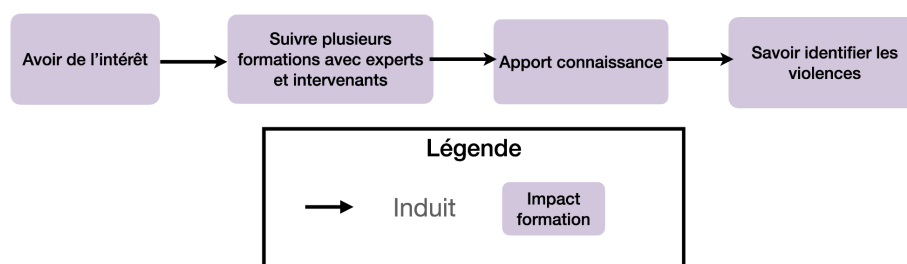 Avoir de l'intérêt
Suivre plusieurs
formations avec experts
et intervenants
Apport connaissance
Savoir identifier les
violences
Légende
Induit
Impact
formation